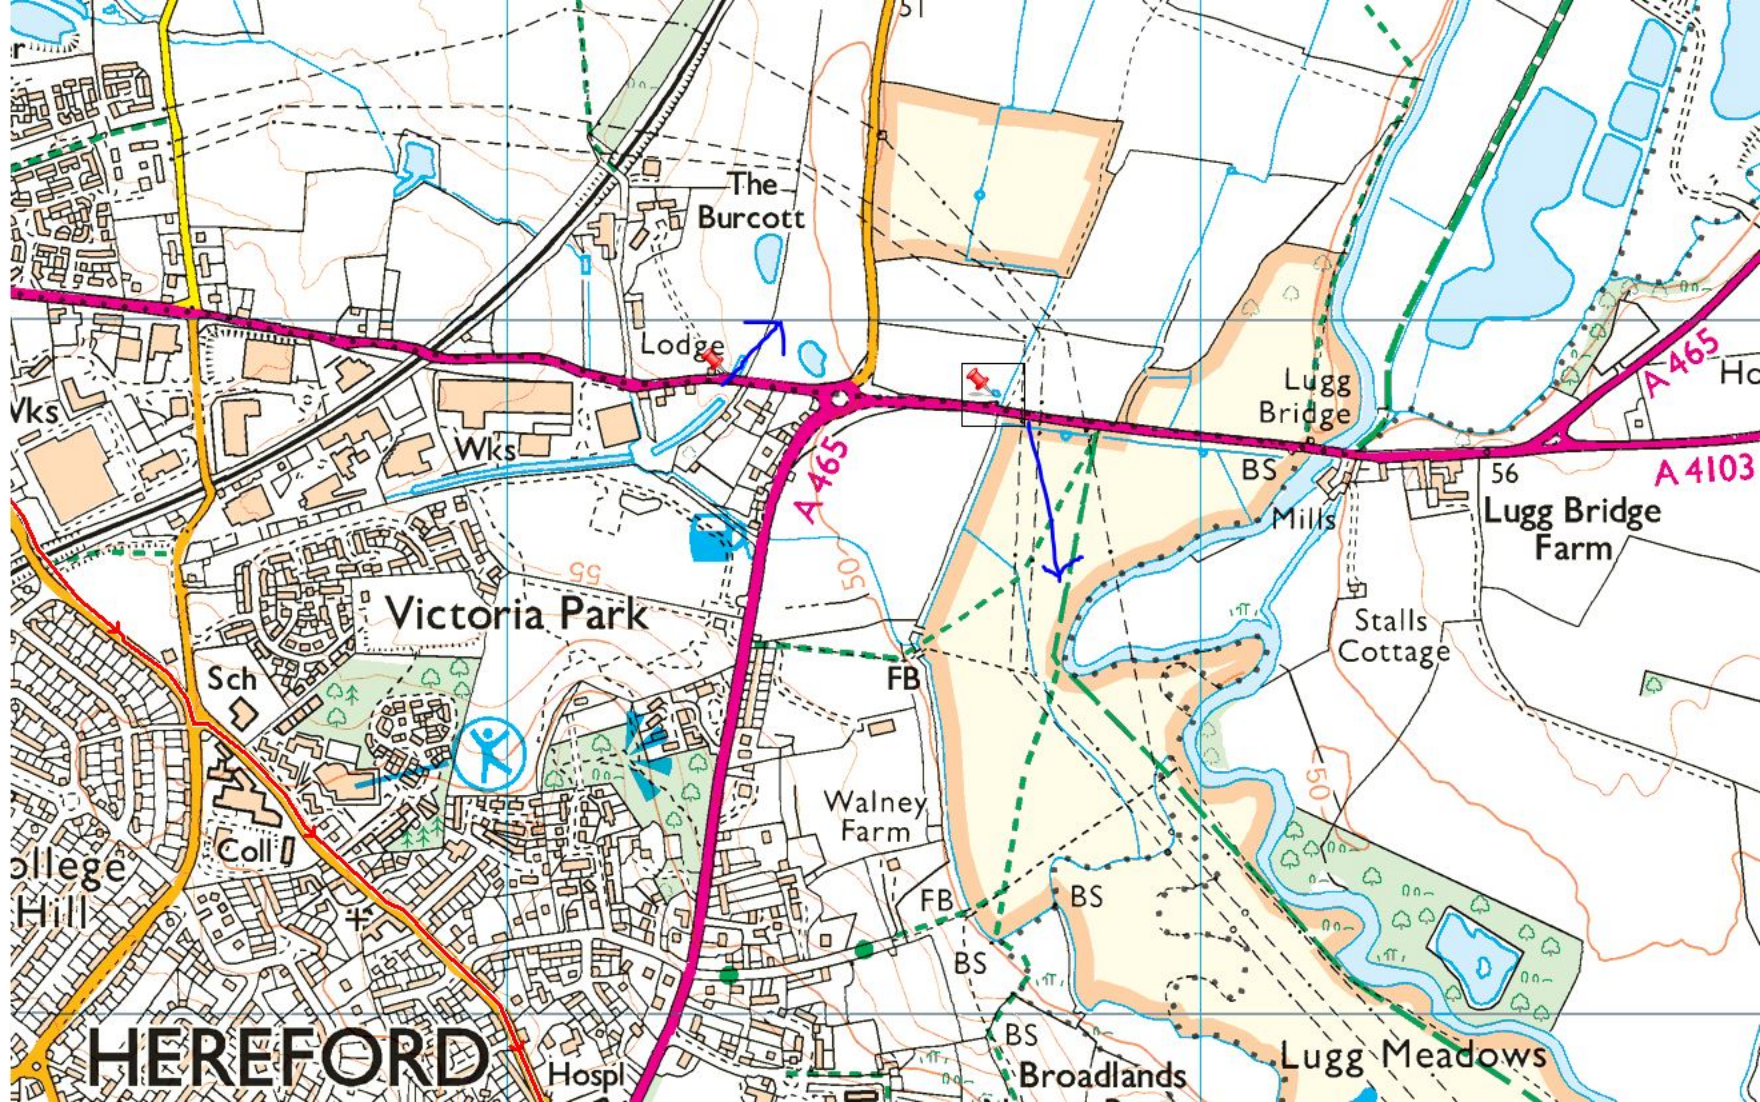 51
r
The
Burcott
Lodge
Lugg
Bridge
A 465
Ho
Vks
Wks
A 465
BS
56
A 4103
Mills
Lugg Bridge
Farm
55
50
Victoria Park
Stalls
Cottage
Sch
FB
50
Walney
Farm
Coll
ollege
Hill
FB
BS
BS
BS
HEREFORD
Hospl
Broadlands
Lugg Meadows